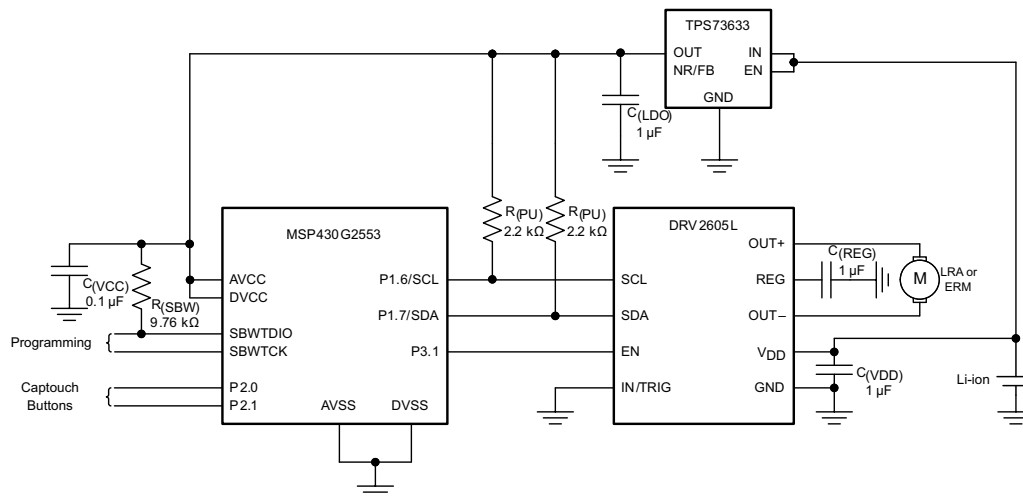 TPS73633
OUT
IN
NR/FB
EN
GND
C(LDO)
1 µF
R(PU)
2.2 kΩ
R(PU)
2.2 kΩ
MSP430G2553
AVCC
DVCC
SBWTDIO
SBWTCK
P2.0
P2.1
P1.6/SCL
P1.7/SDA
P3.1
AVSS
DVSS
C(VCC)
0.1 µF
R(SBW)
9.76 kΩ
Programming
Captouch
Buttons
DRV2605L
SCL
SDA
EN
IN/TRIG
OUT+
REG
OUT−
VDD
GND
C(REG)
1 µF
M
LRA or
ERM
C(VDD)
1 µF
Li-ion